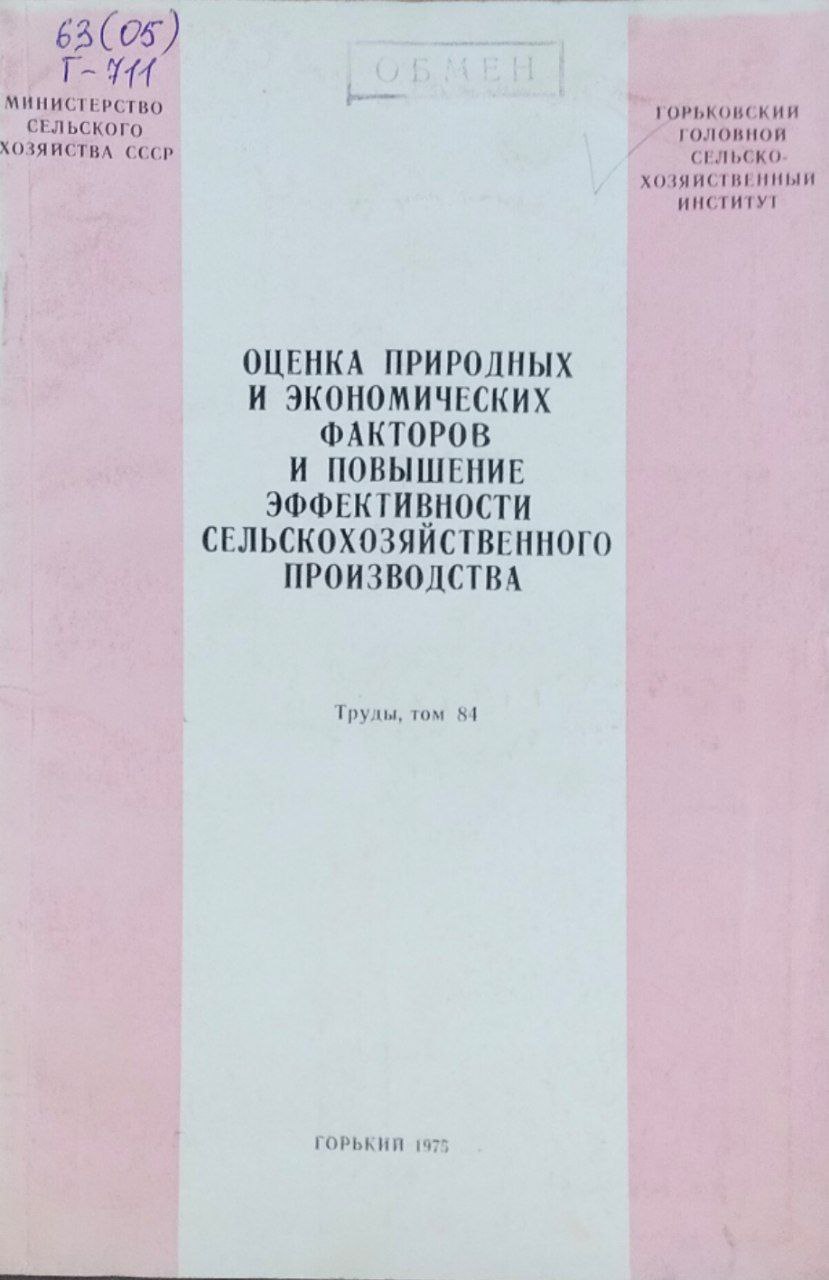 63(05)
Г-711
МИНИСТЕРСТВО
СЕЛЬСКОГО
ХОЗЯЙСТВА СССР
ОБМЕН
ГОРЬКОВСКИЙ
ГОЛОВНОЙ
СЕЛЬСКО-
ХОЗЯЙСТВЕННЫЙ
ИНСТИТУТ
ОЦЕНКА ПРИРОДНЫХ
И ЭКОНОМИЧЕСКИХ
ФАКТОРОВ
И ПОВЫШЕНИЕ
ЭФФЕКТИВНОСТИ
СЕЛЬСКОХОЗЯЙСТВЕННОГО
ПРОИЗВОДСТВА
Труды, том 84
ГОРЬКИЙ 1975